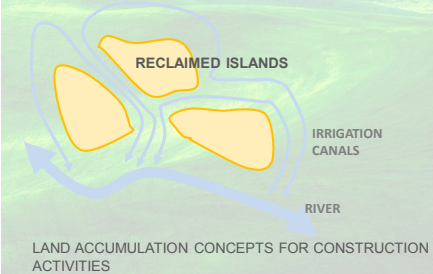 RECLAIMED ISLANDS
IRRIGATION
CANALS
RIVER
LAND ACCUMULATION CONCEPTS FOR CONSTRUCTION
ACTIVITIES